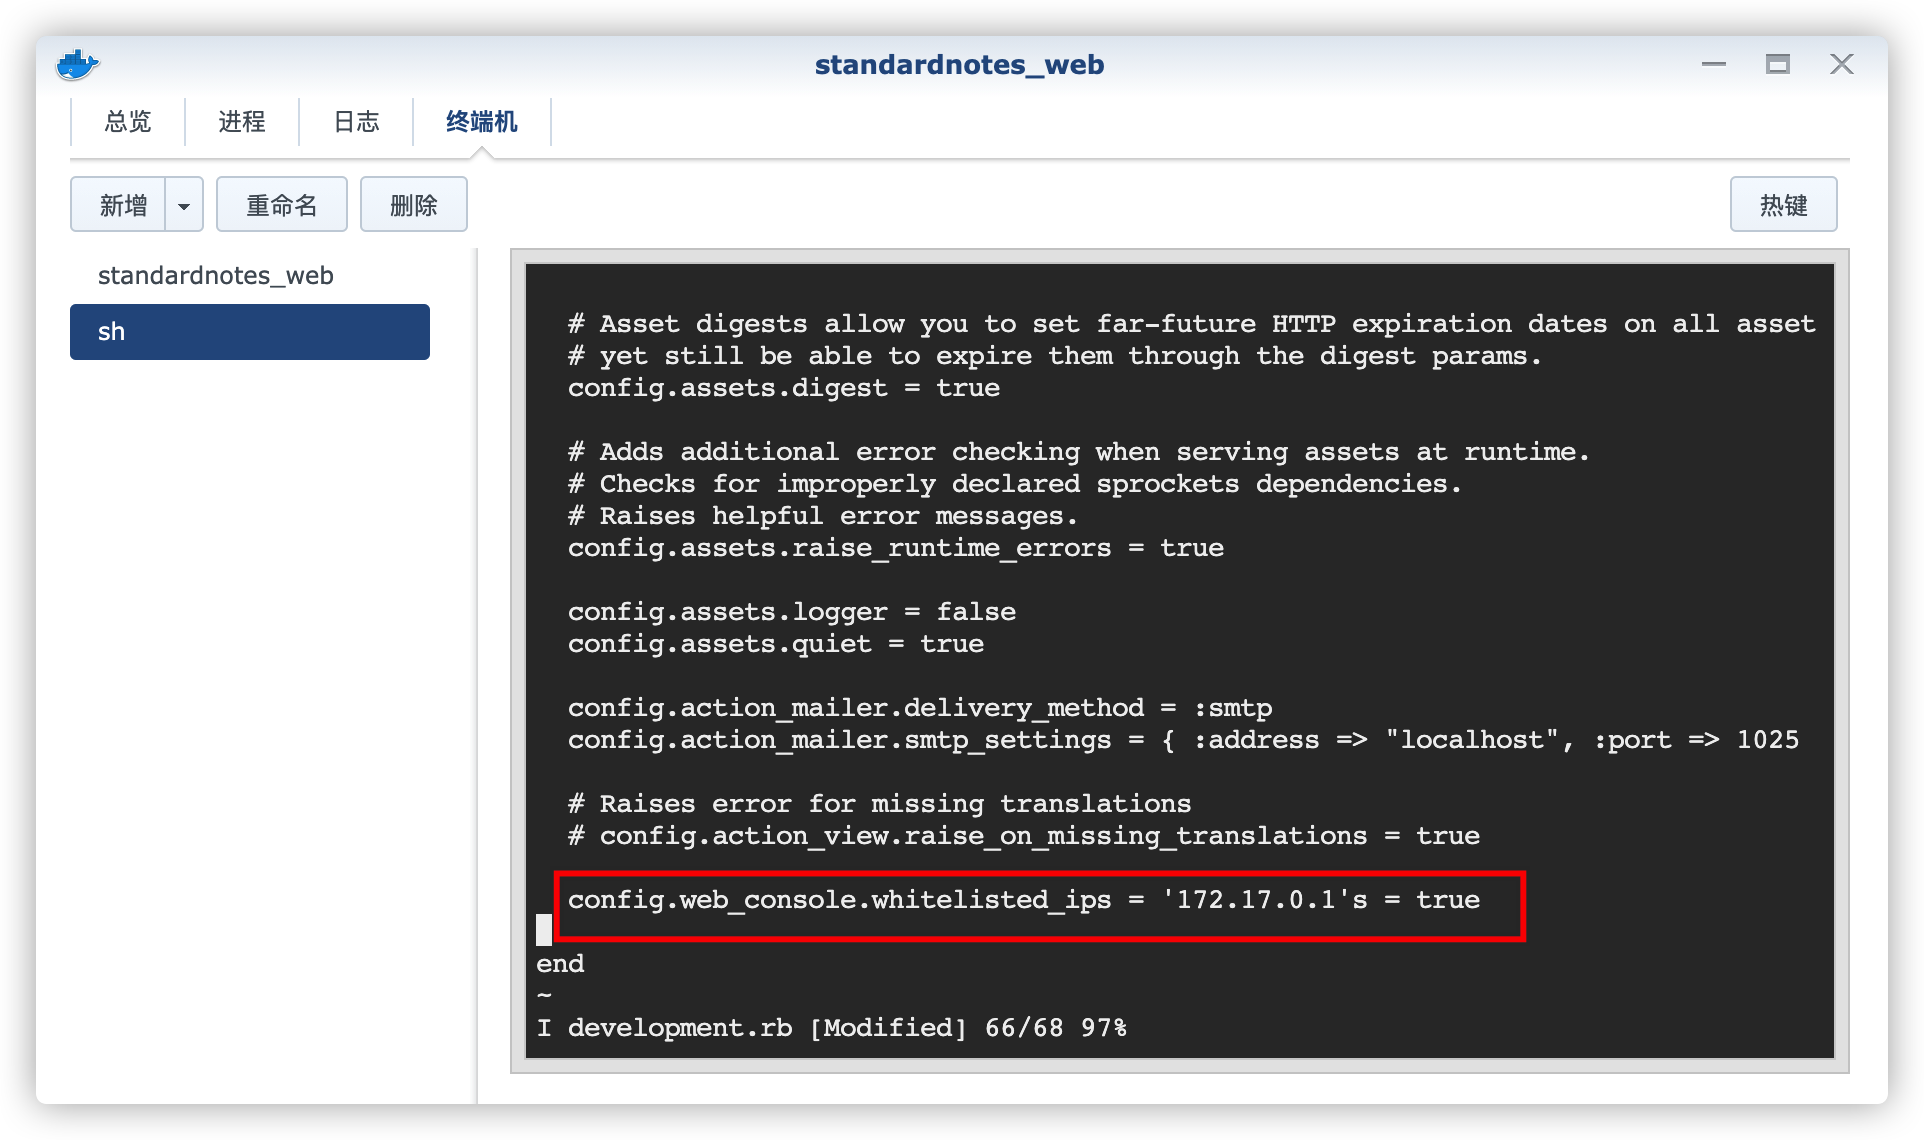 standardnotes_web
总览
进程
日志
终端机
新增
重命名
删除
热键
standardnotes_web
sh
# Asset digests allow you to set far-future HTTP expiration dates on all asset
# yet still be able to expire them through the digest params.
config.assets.digest = true
# Adds additional error checking when serving assets at runtime.
# Checks for improperly declared sprockets dependencies.
# Raises helpful error messages.
config.assets.raise_runtime_errors = true
config.assets.logger = false
config.assets.quiet = true
config.action_mailer.delivery_method = :smtp
config.action_mailer.smtp_settings = { :address => "localhost", :port => 1025
# Raises error for missing translations
# config.action_view.raise_on_missing_translations = true
config.web_console.whitelisted_ips = '172.17.0.1's = true
end
~
I development.rb [Modified] 66/68 97%